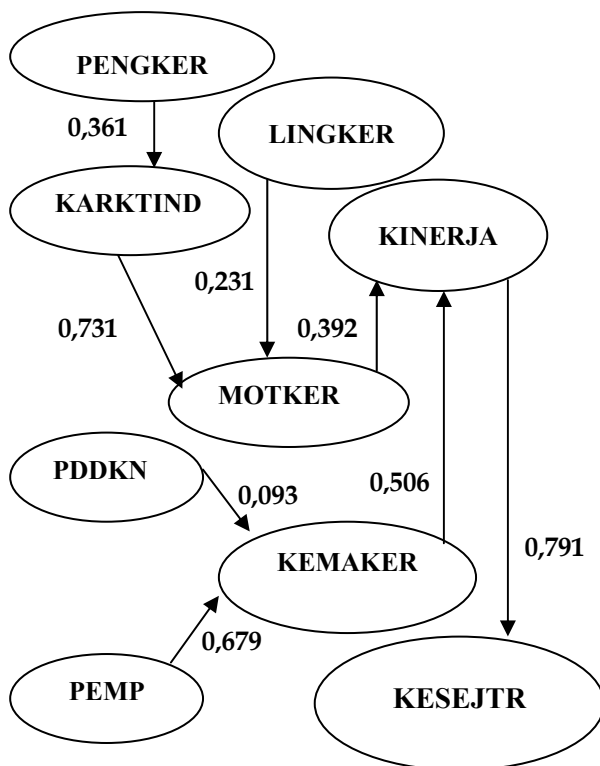 PENGKER
0,361
LINGKER
KARKTIND
KINERJA
0,231
0,731
0,392
MOTKER
PDDKN
0,093
0,506
KEMAKER
0,791
0,679
PEMP
KESEJTR